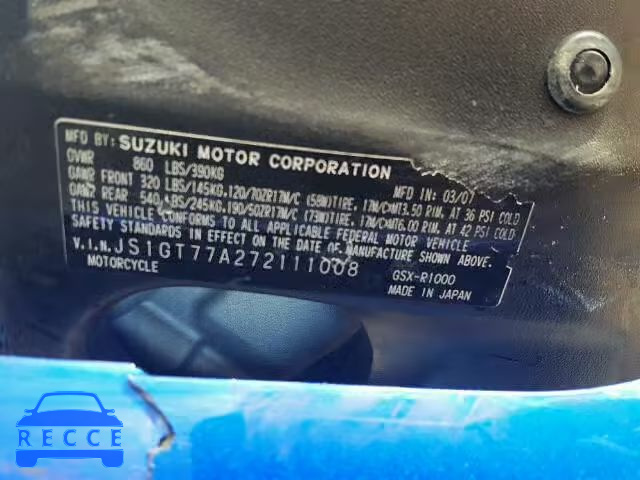 MFD BY: SUZUKI MOTOR CORPORATION
GVWR 860 LBS/390KG MFD IN: 03/07
GAWR FRONT 320 LBS/145KG,120/70ZR17M/C (58W)TIRE, 17M/C×MT3.50 RIM, AT 36 PSI COLD
GAWR REAR 540 LBS/245KG,190/50ZR17M/C (73W)TIRE, 17M/C×MT6.00 RIM, AT 42 PSI COLD
THIS VEHICLE CONFORMS TO ALL APPLICABLE FEDERAL MOTOR VEHICLE
SAFETY STANDARDS IN EFFECT ON THE DATE OF MANUFACTURE SHOWN ABOVE.
V.I.N. JS1GT77A272111008 GSX-R1000
MOTORCYCLE MADE IN JAPAN
RECCE